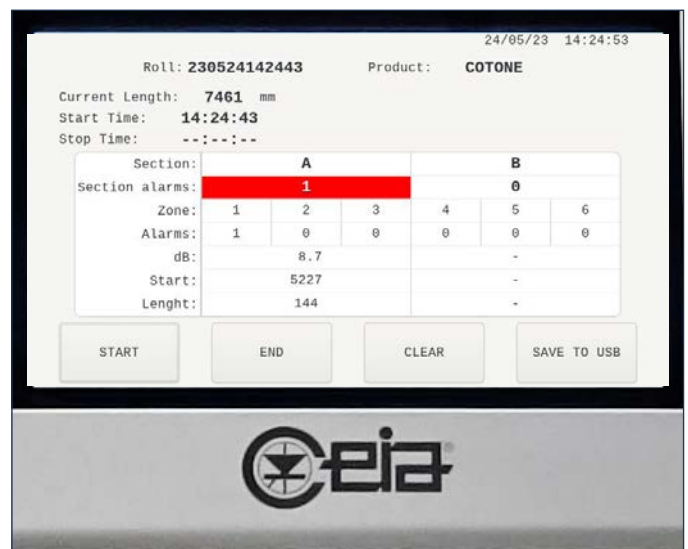 24/05/23 14:24:53
Roll: 230524142443 Product: COTONE
Current Length: 7461 mm
Start Time: 14:24:43
Stop Time: --:--:--
Section: A B
Section alarms: 1 0
Zone: 1 2 3 4 5 6
Alarms: 1 0 0 0 0 0
dB: 8.7 -
Start: 5227 -
Lenght: 144 -
START END CLEAR SAVE TO USB
Ceia